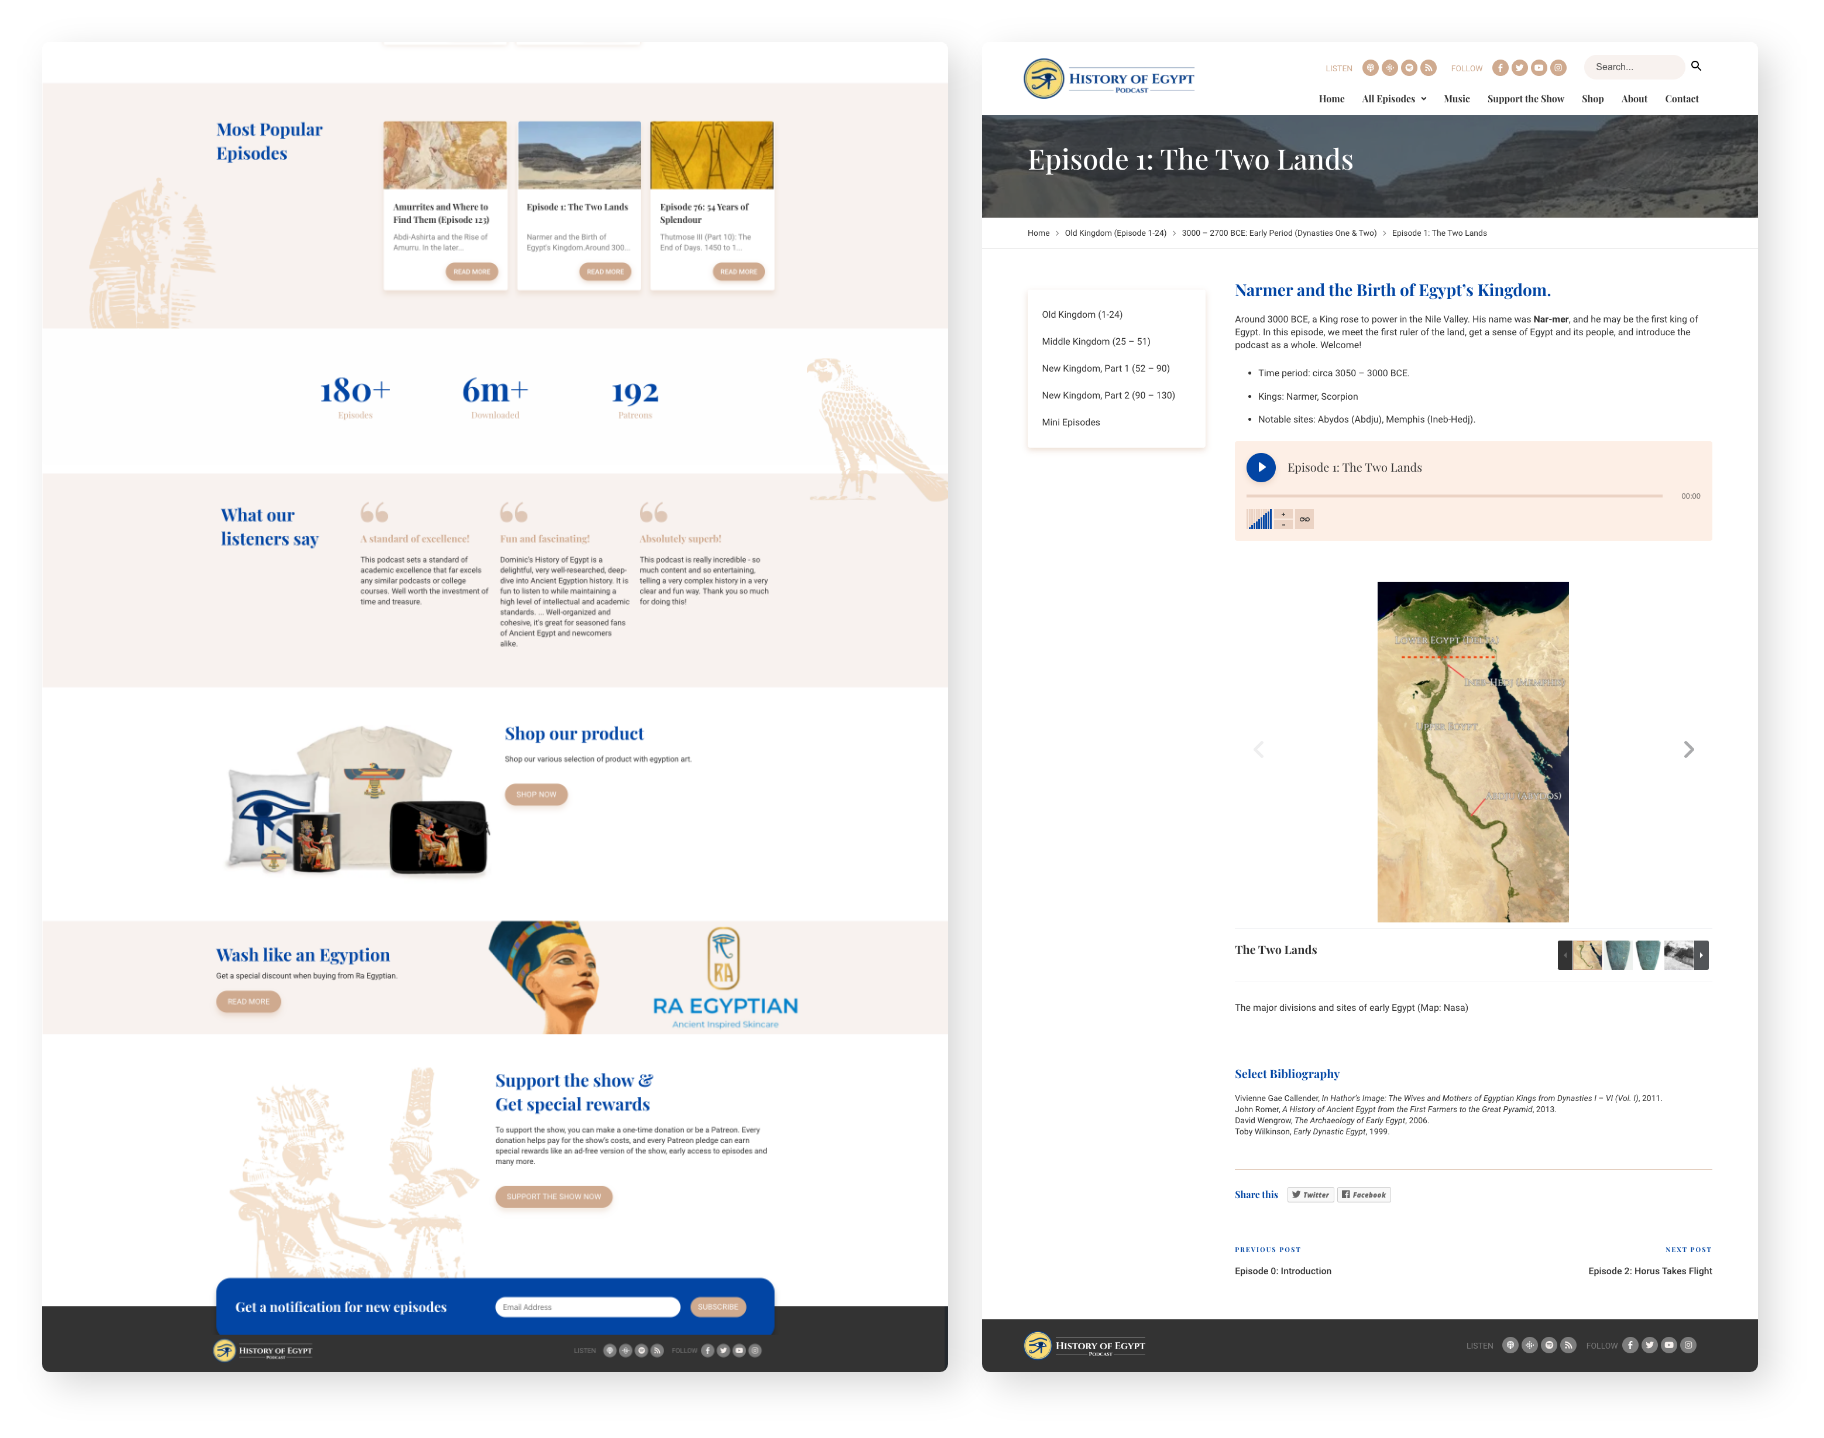 Most Popular
Episodes
Amurrites and Where to
Find Them (Episode 123)
Abdi-Ashirta and the Rise of
Amurru. In the later...
READ MORE
Episode 1: The Two Lands
Narmer and the Birth of
Egypt's Kingdom.Around 300...
READ MORE
Episode 76: 54 Years of
Splendour
Thutmose III (Part 10): The
End of Days. 1450 to 1...
READ MORE
180+
Episodes
6m+
Downloaded
192
Patreons
What our
listeners say
A standard of excellence!
This podcast sets a standard of
academic excellence that far excels
any similar podcasts or college
courses. Well worth the investment of
time and treasure.
Fun and fascinating!
Dominic's History of Egypt is a
delightful, very well-researched, deep-
dive into Ancient Egyption history. It is
fun to listen to while maintaining a
high level of intellectual and academic
standards. ... Well-organized and
cohesive, it's great for seasoned fans
of Ancient Egypt and newcomers
alike.
Absolutely superb!
This podcast is really incredible - so
much content and so entertaining,
telling a very complex history in a very
clear and fun way. Thank you so much
for doing this!
Shop our product
Shop our various selection of product with egyption art.
SHOP NOW
Wash like an Egyption
Get a special discount when buying from Ra Egyptian.
READ MORE
RA
RA EGYPTIAN
Ancient Inspired Skincare
Support the show &
Get special rewards
To support the show, you can make a one-time donation or be a Patreon. Every
donation helps pay for the show's costs, and every Patreon pledge can earn
special rewards like an ad-free version of the show, early access to episodes and
many more.
SUPPORT THE SHOW NOW
Get a notification for new episodes
Email Address
SUBSCRIBE
HISTORY OF EGYPT
PODCAST
LISTEN
FOLLOW
HISTORY OF EGYPT
PODCAST
LISTEN
FOLLOW
Search...
Home
All Episodes
Music
Support the Show
Shop
About
Contact
Episode 1: The Two Lands
Home > Old Kingdom (Episode 1-24) > 3000 – 2700 BCE: Early Period (Dynasties One & Two) > Episode 1: The Two Lands
Old Kingdom (1-24)
Middle Kingdom (25 – 51)
New Kingdom, Part 1 (52 – 90)
New Kingdom, Part 2 (90 – 130)
Mini Episodes
Narmer and the Birth of Egypt's Kingdom.
Around 3000 BCE, a King rose to power in the Nile Valley. His name was Nar-mer, and he may be the first king of
Egypt. In this episode, we meet the first ruler of the land, get a sense of Egypt and its people, and introduce the
podcast as a whole. Welcome!
• Time period: circa 3050 – 3000 BCE.
• Kings: Narmer, Scorpion
• Notable sites: Abydos (Abdju), Memphis (Ineb-Hedj).
Episode 1: The Two Lands
00:00
+
-
LOWER EGYPT (DELTA)
INEB-HEDJ (MEMPHIS)
UPPER EGYPT
ABDJU (ABYDOS)
The Two Lands
The major divisions and sites of early Egypt (Map: Nasa)
Select Bibliography
Vivienne Gae Callender, In Hathor's Image: The Wives and Mothers of Egyptian Kings from Dynasties I – VI (Vol. I), 2011.
John Romer, A History of Ancient Egypt from the First Farmers to the Great Pyramid, 2013.
David Wengrow, The Archaeology of Early Egypt, 2006.
Toby Wilkinson, Early Dynastic Egypt, 1999.
Share this
Twitter
Facebook
PREVIOUS POST
Episode 0: Introduction
NEXT POST
Episode 2: Horus Takes Flight
HISTORY OF EGYPT
PODCAST
LISTEN
FOLLOW